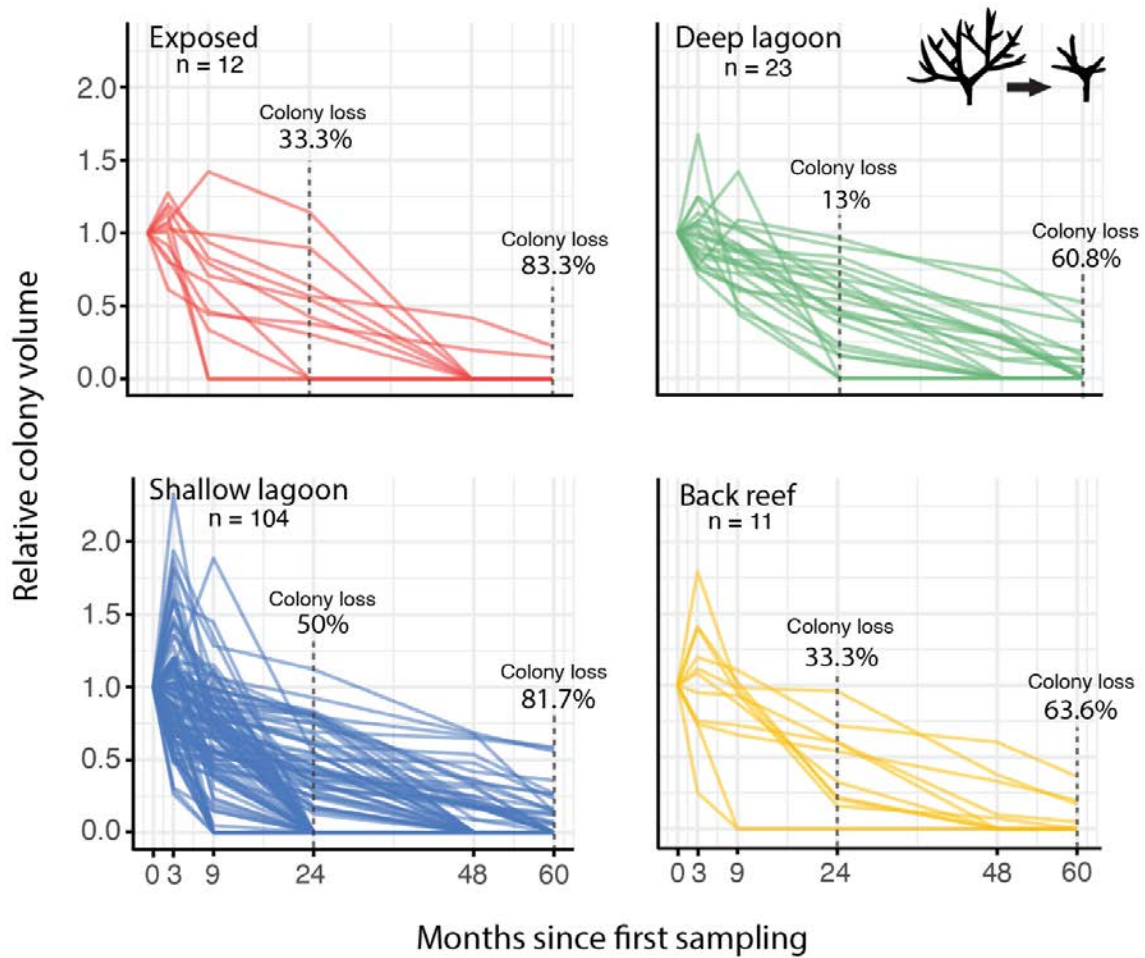 Exposed
n = 12
Colony loss
33.3%
Colony loss
83.3%
2.0
1.5
1.0
0.5
0.0
Deep lagoon
n = 23
Colony loss
13%
Colony loss
60.8%
Relative colony volume
Shallow lagoon
n = 104
Colony loss
50%
Colony loss
81.7%
2.0
1.5
1.0
0.5
0.0
0 3 9 24 48 60
Back reef
n = 11
Colony loss
33.3%
Colony loss
63.6%
0 3 9 24 48 60
Months since first sampling